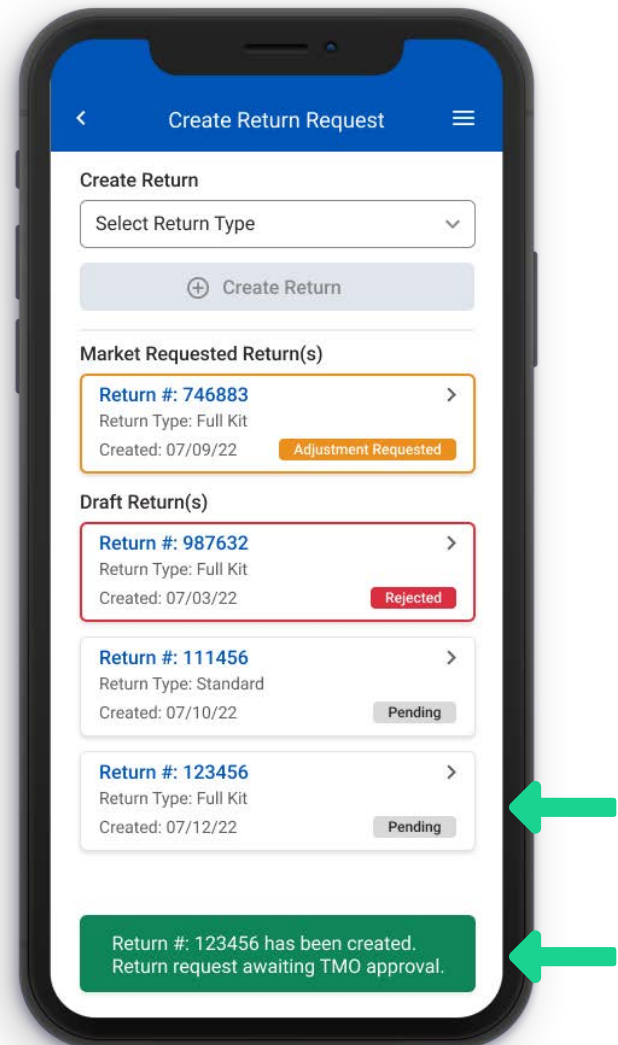 Create Return Request
Create Return
Select Return Type
Create Return
Market Requested Return(s)
Return #: 746883
Return Type: Full Kit
Created: 07/09/22 Adjustment Requested
Draft Return(s)
Return #: 987632
Return Type: Full Kit
Created: 07/03/22 Rejected
Return #: 111456
Return Type: Standard
Created: 07/10/22 Pending
Return #: 123456
Return Type: Full Kit
Created: 07/12/22 Pending
Return #: 123456 has been created.
Return request awaiting TMO approval.